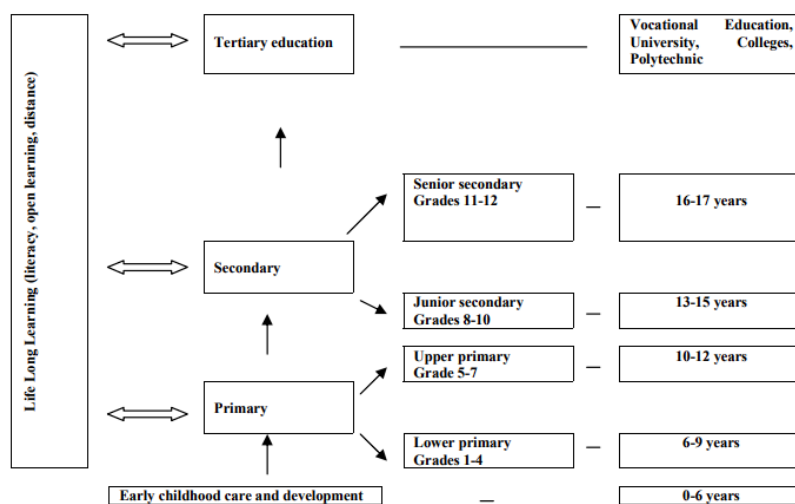 Life Long Learning (literacy, open learning, distance)
Tertiary education
Vocational Education,
University, Colleges,
Polytechnic
Senior secondary
Grades 11-12
16-17 years
Secondary
Junior secondary
Grades 8-10
13-15 years
Upper primary
Grade 5-7
10-12 years
Primary
Lower primary
Grades 1-4
6-9 years
Early childhood care and development
0-6 years